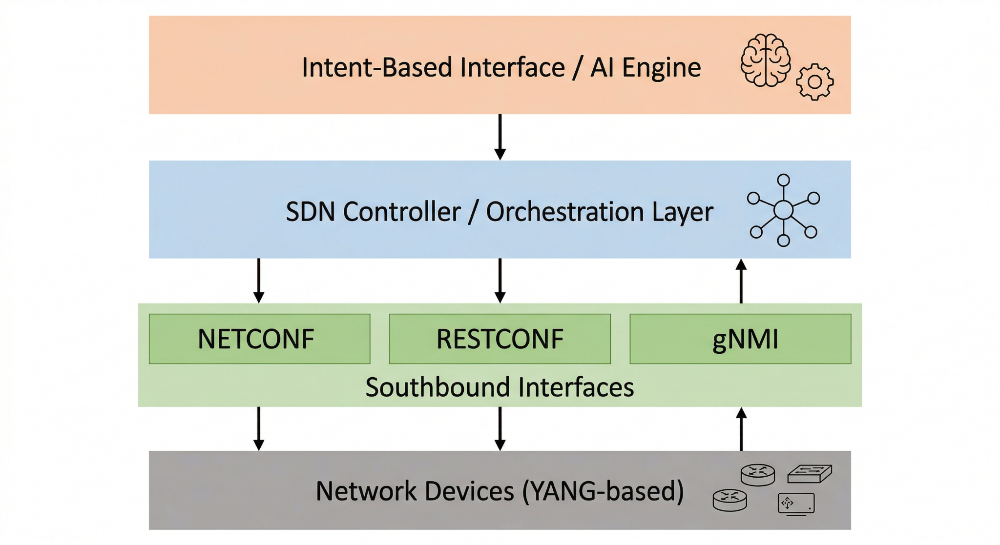 Intent-Based Interface / AI Engine
SDN Controller / Orchestration Layer
NETCONF
RESTCONF
gNMI
Southbound Interfaces
Network Devices (YANG-based)